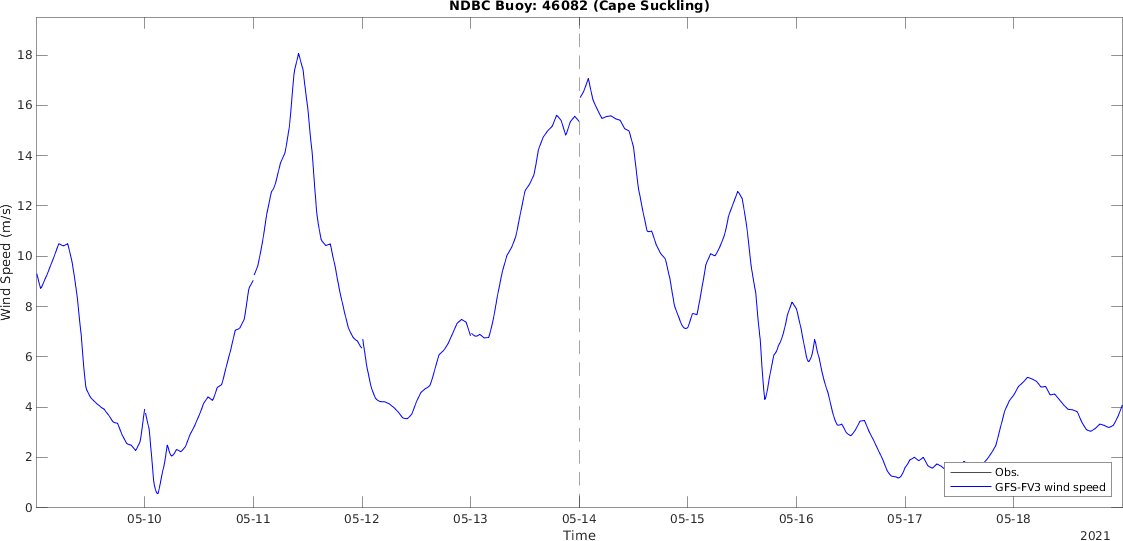 NDBC Buoy: 46082 (Cape Suckling)
Wind Speed (m/s)
18
16
14
12
10
8
6
4
2
0
05-10 05-11 05-12 05-13 05-14 05-15 05-16 05-17 05-18
Time
2021
Obs.
GFS-FV3 wind speed